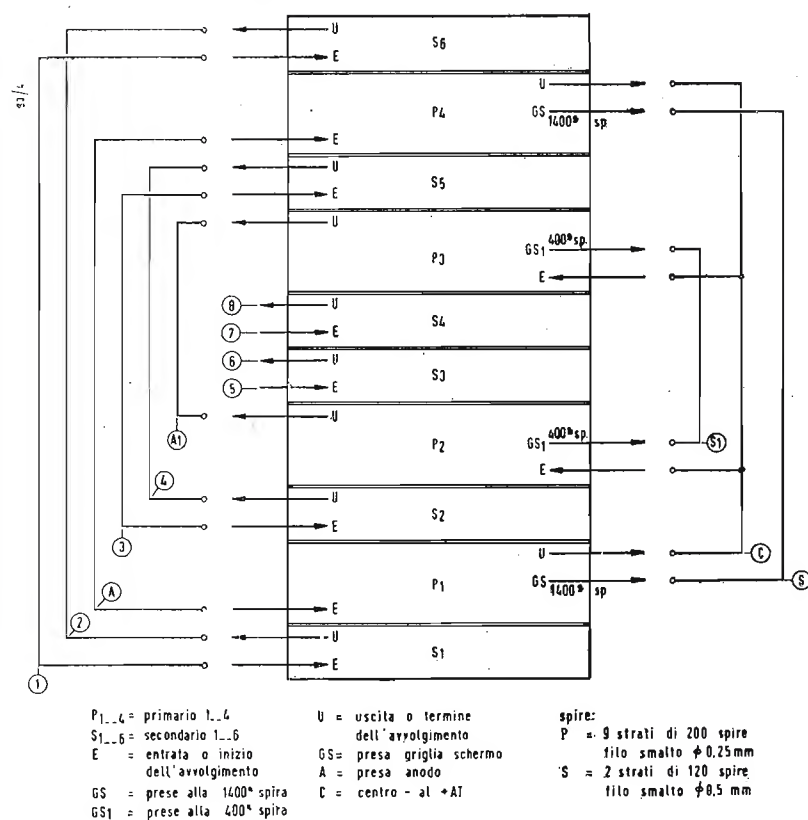 U
S6
E
93/4
U
P4
GS
1400ª sp.
E
U
S5
E
U
400ª sp.
GS1
P3
E
8
U
S4
7
E
6
U
S3
5
E
U
A1
400ª sp.
P2
GS1
S1
E
4
U
S2
3
E
U
C
P1
GS
1400ª sp
S
A
E
2
U
S1
E
1
P1--4 = primario 1--4
S1--6 = secondario 1--6
E = entrata o inizio
dell'avvolgimento
GS = prese alla 1400ª spira
GS1 = prese alla 400ª spira
U = uscita o termine
dell'avvolgimento
GS= presa griglia schermo
A = presa anodo
C = centro - al +AT
spire:
P = 9 strati di 200 spire
filo smalto ϕ 0,25mm
S = 2 strati di 120 spire
filo smalto ϕ 0,5 mm